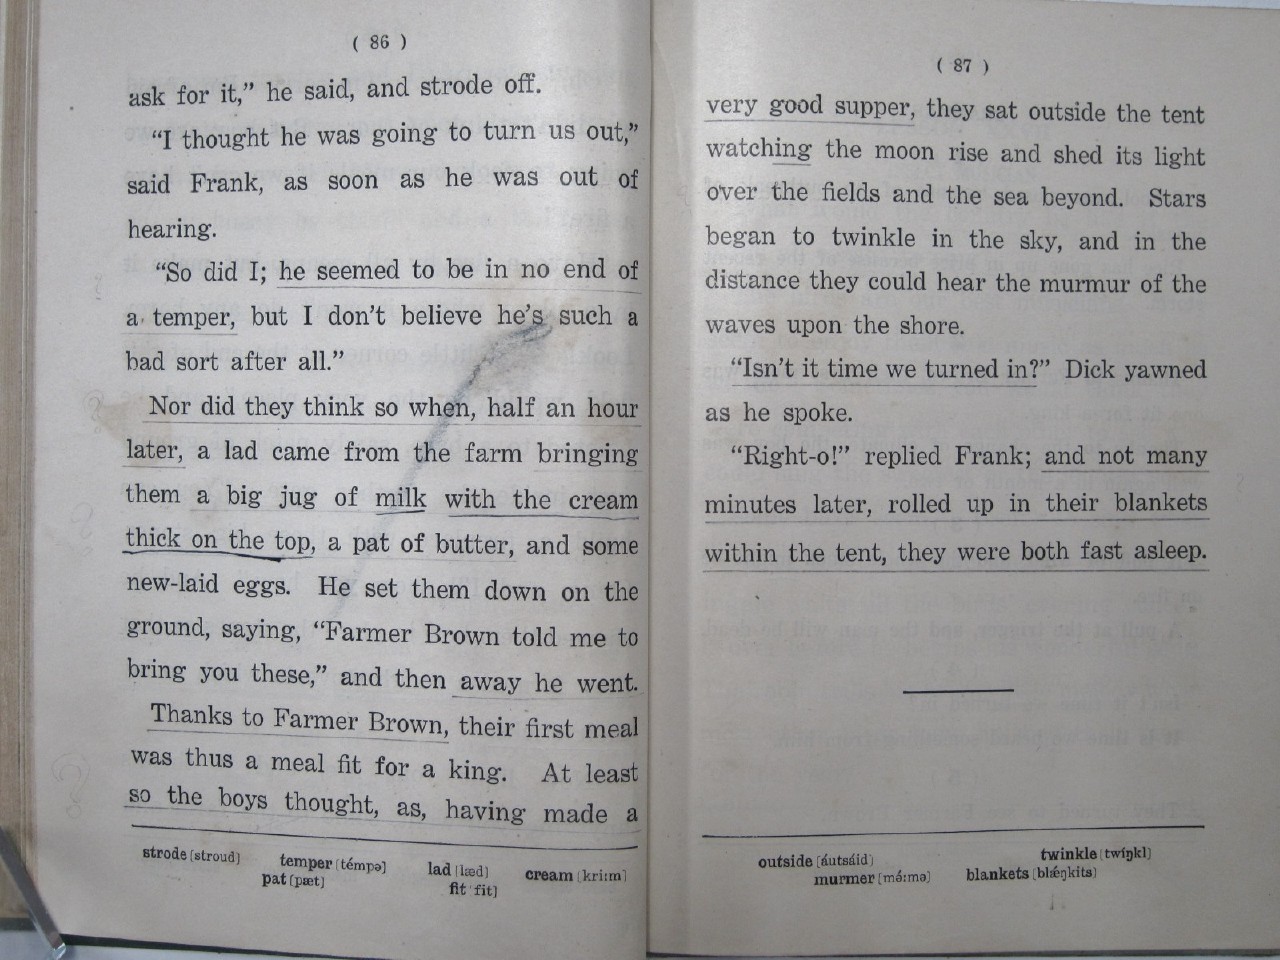 ( 86 )
ask for it,” he said, and strode off.
“I thought he was going to turn us out,”
said Frank, as soon as he was out of
hearing.
“So did I; he seemed to be in no end of
a temper, but I don’t believe he’s such a
bad sort after all.”
Nor did they think so when, half an hour
later, a lad came from the farm bringing
them a big jug of milk with the cream
thick on the top, a pat of butter, and some
new-laid eggs. He set them down on the
ground, saying, “Farmer Brown told me to
bring you these,” and then away he went.
Thanks to Farmer Brown, their first meal
was thus a meal fit for a king. At least
so the boys thought, as, having made a
strode [stroud] temper [témpə] lad [læd] cream [kri:m]
pat [pæt] fit fit]
( 87 )
very good supper, they sat outside the tent
watching the moon rise and shed its light
over the fields and the sea beyond. Stars
began to twinkle in the sky, and in the
distance they could hear the murmur of the
waves upon the shore.
“Isn’t it time we turned in?” Dick yawned
as he spoke.
“Right-o!” replied Frank; and not many
minutes later, rolled up in their blankets
within the tent, they were both fast asleep.
outside [áutsáid] twinkle [twíŋkl]
murmer [mə́:mə] blankets [blǽŋkits]